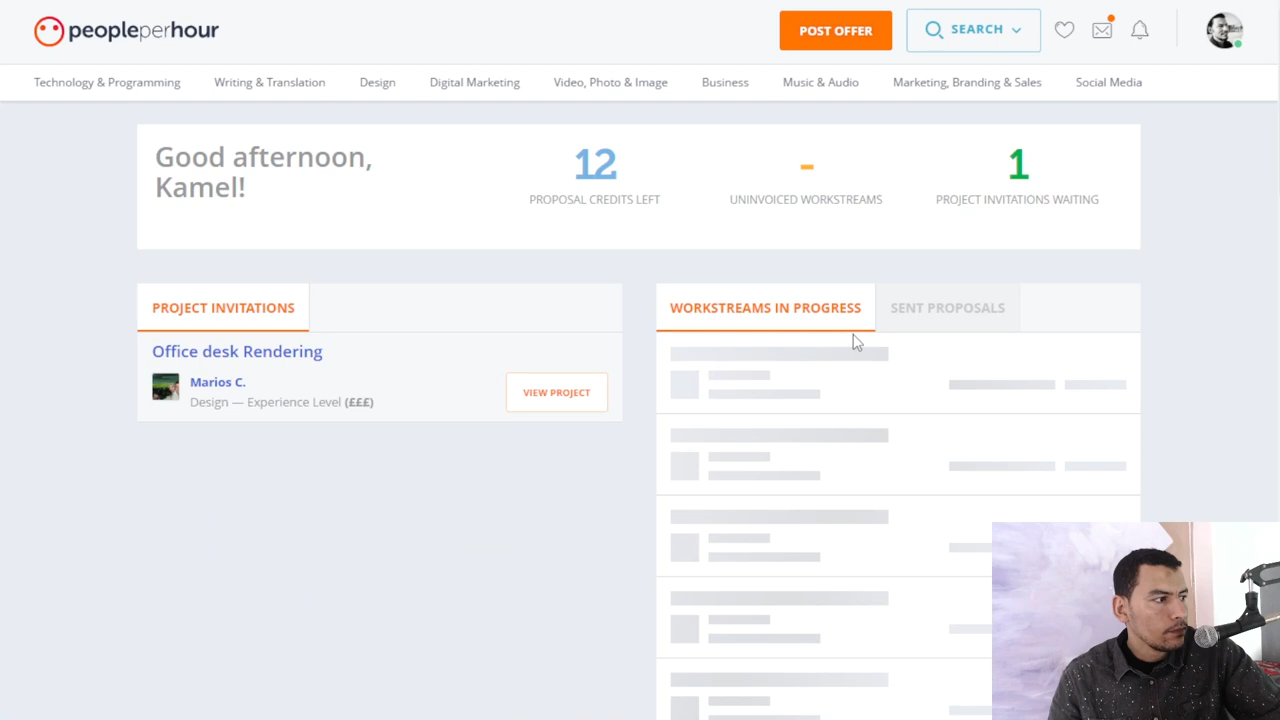 peopleperhour
POST OFFER
SEARCH
Technology & Programming
Writing & Translation
Design
Digital Marketing
Video, Photo & Image
Business
Music & Audio
Marketing, Branding & Sales
Social Media
Good afternoon,
Kamel!
12
PROPOSAL CREDITS LEFT
-
UNINVOICED WORKSTREAMS
1
PROJECT INVITATIONS WAITING
PROJECT INVITATIONS
Office desk Rendering
Marios C.
Design — Experience Level (£££)
VIEW PROJECT
WORKSTREAMS IN PROGRESS
SENT PROPOSALS